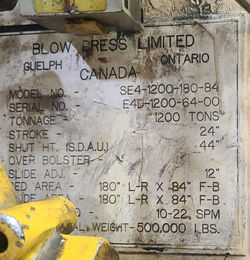 BLOW PRESS LIMITED
GUELPH ONTARIO
CANADA
MODEL NO. - SE4-1200-180-84
SERIAL NO. - E4D-1200-64-00
TONNAGE - 1200 TONS
STROKE - 24"
SHUT HT. (S.D.A.U.) 44"
OVER BOLSTER -
SLIDE ADJ. - 12"
BED AREA - 180" L-R X 84" F-B
180" L-R X 84" F-B
- 10-22 SPM
WEIGHT - 500,000 LBS.